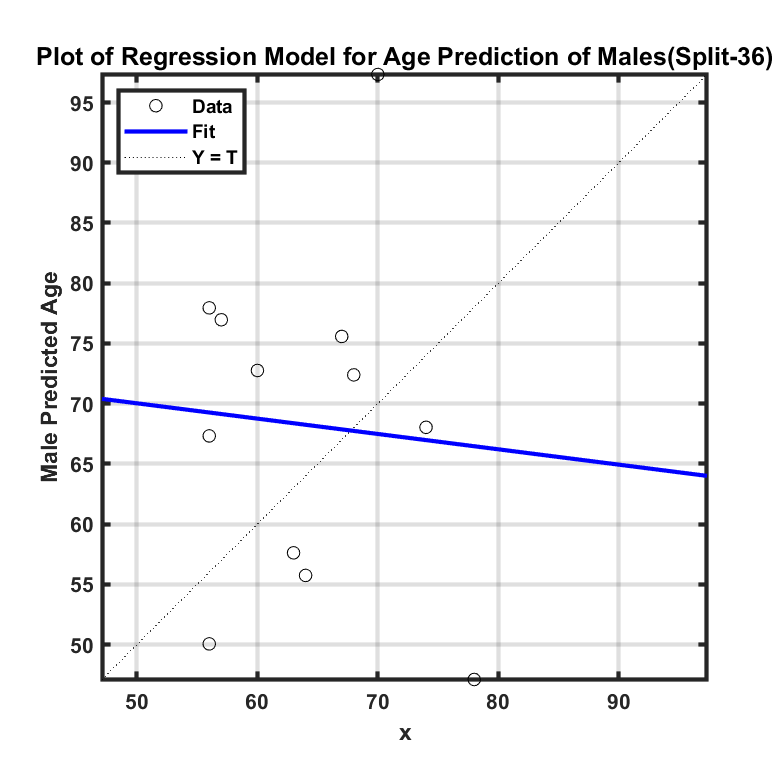 Plot of Regression Model for Age Prediction of Males(Split-36)
Data
Fit
Y = T
95
90
85
80
75
70
65
60
55
50
Male Predicted Age
50 60 70 80 90
x